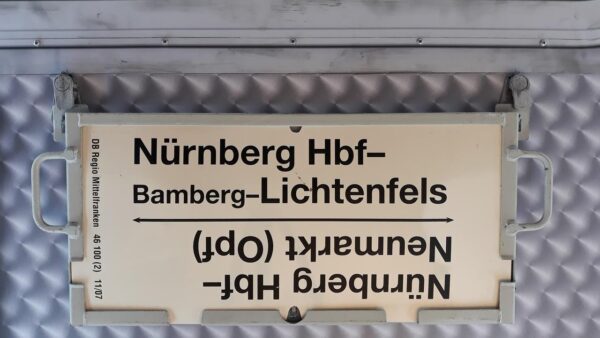 Nürnberg Hbf–
Bamberg–Lichtenfels
Nürnberg Hbf–
Neumarkt (Opf)
DB Regio Mittelfranken 46 100 (2) 11/07